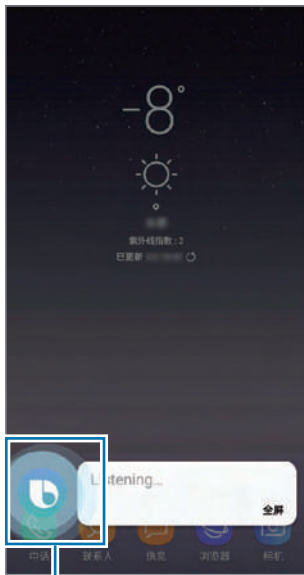 -8°
紫外线指数 : 2
已更新
Listening...
全屏
电话 联系人 信息 浏览器 相机